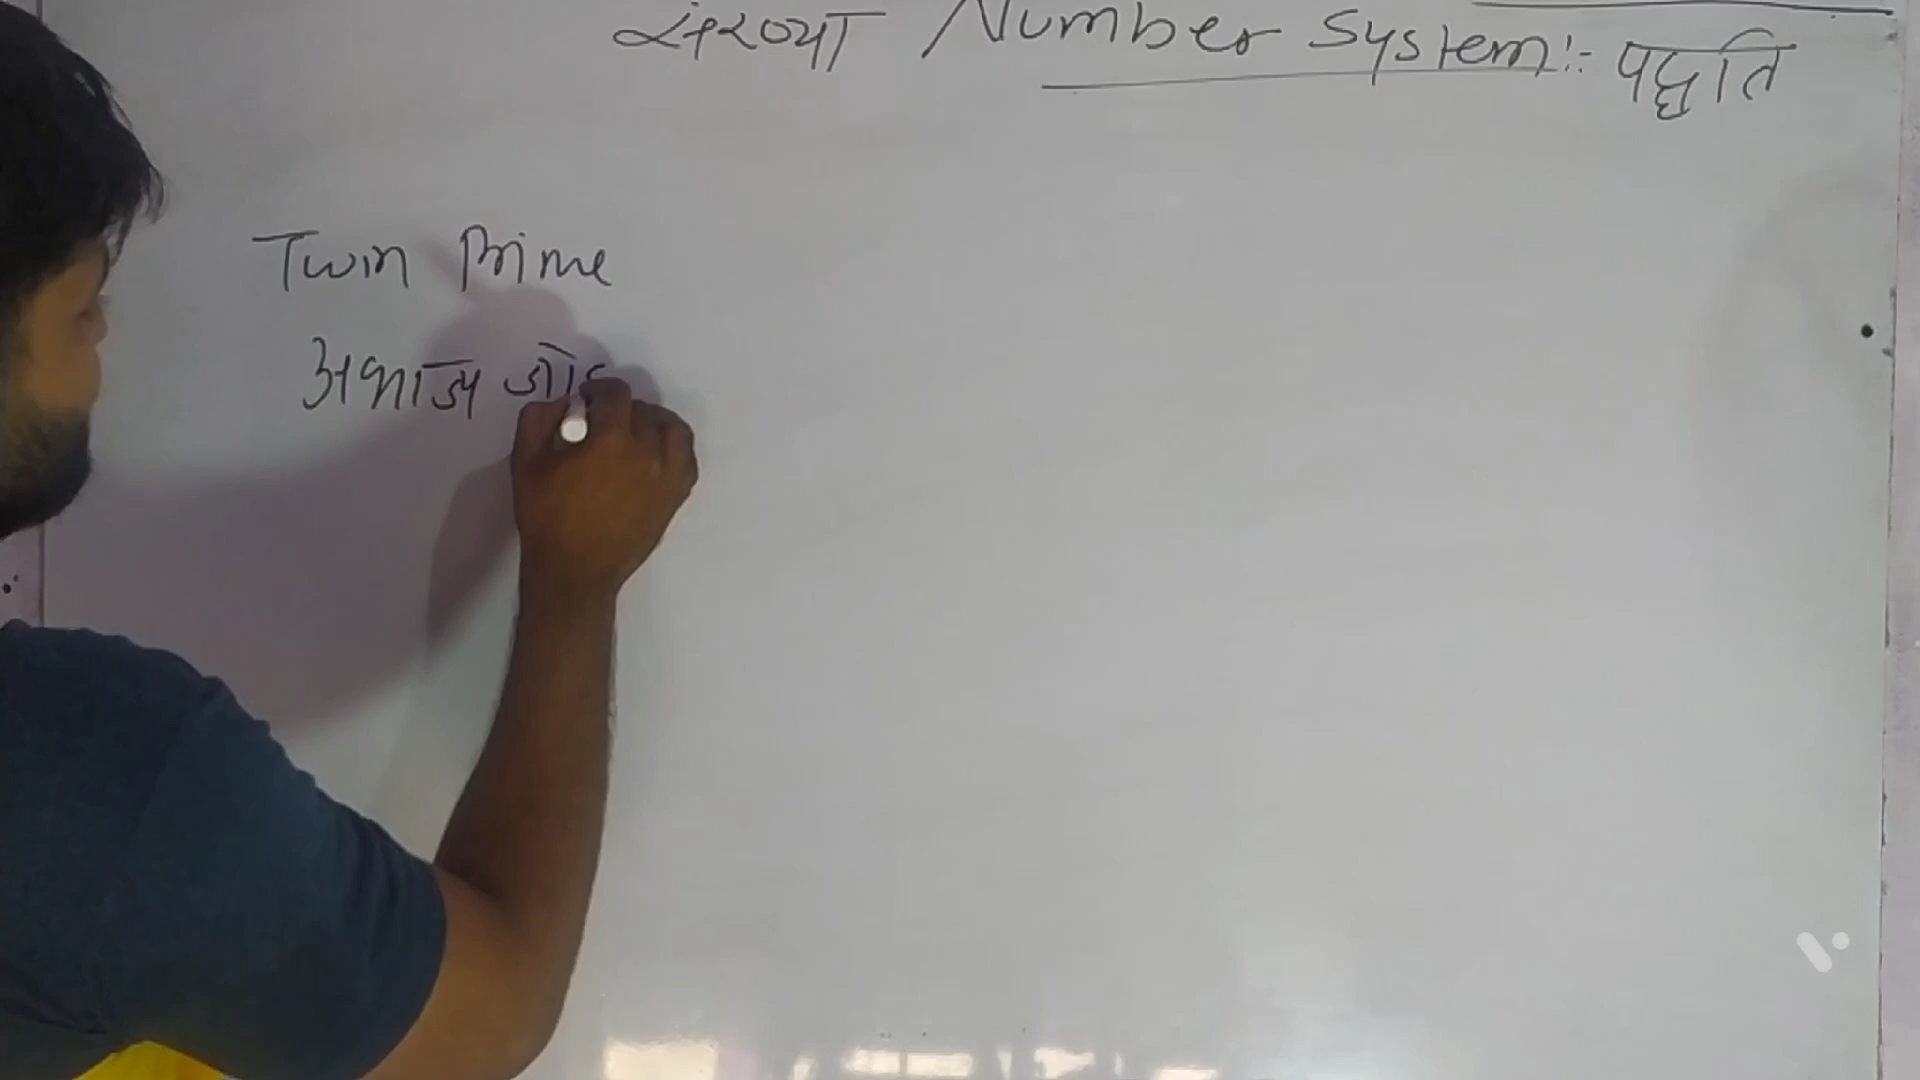 संख्या Number System:- पद्धति
Twin Prime
अभाज्य जोड़